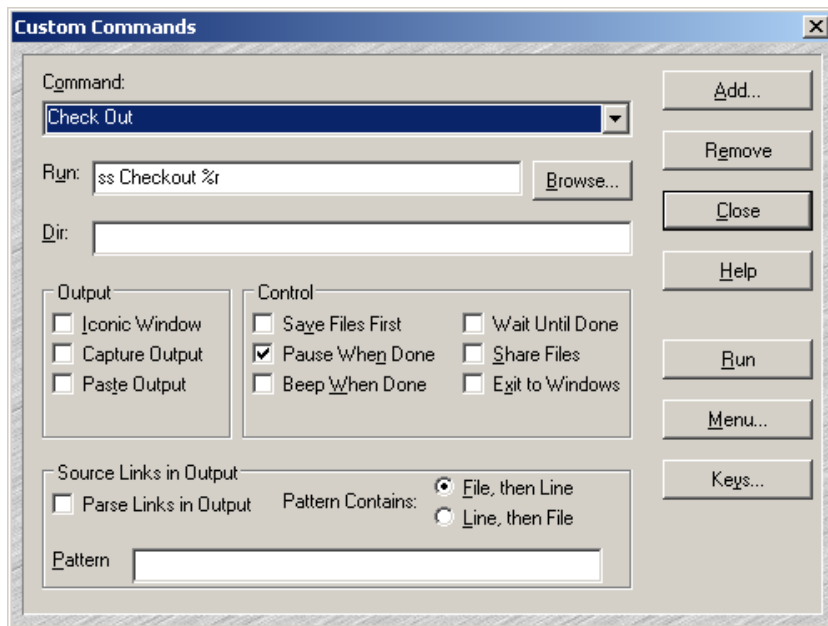 Custom Commands
Command:
Check Out
Run: ss Checkout %r Browse...
Dir:
Output
Iconic Window
Capture Output
Paste Output
Control
Save Files First
Pause When Done
Beep When Done
Wait Until Done
Share Files
Exit to Windows
Source Links in Output
Parse Links in Output
Pattern Contains:
File, then Line
Line, then File
Pattern
Add...
Remove
Close
Help
Run
Menu...
Keys...